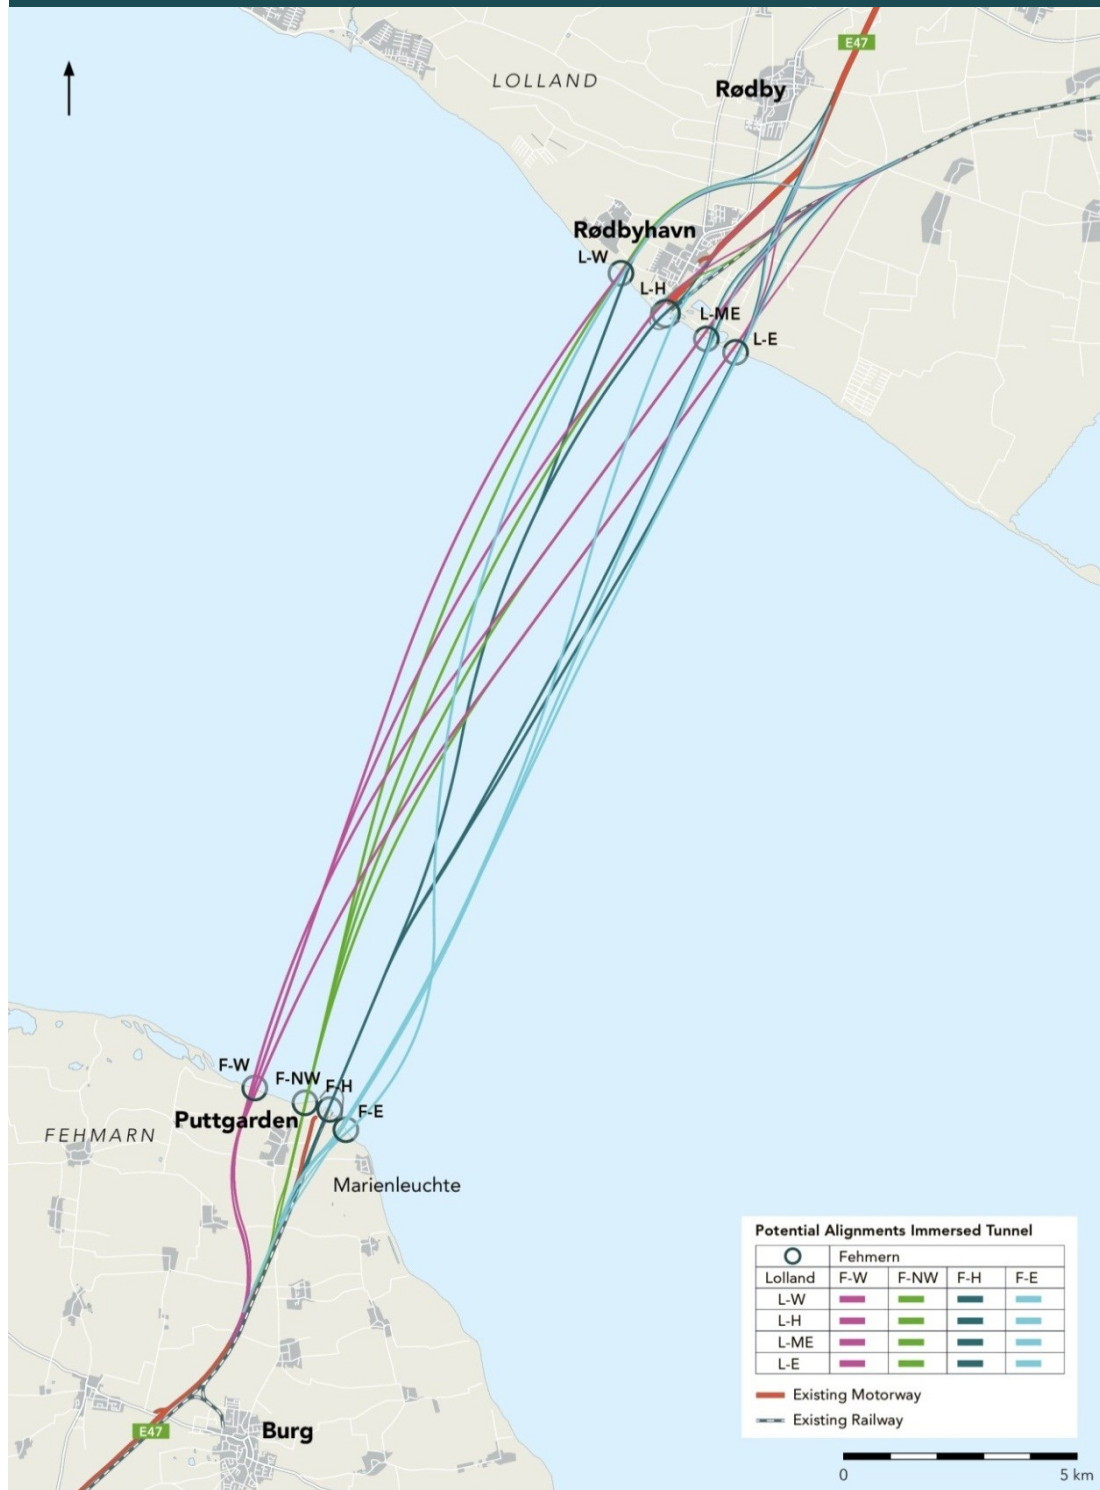 E47
LOLLAND
Rødby
Rødbyhavn
L-W
L-H
L-ME
L-E
F-W
F-NW
F-H
F-E
Puttgarden
FEHMARN
Marienleuchte
Burg
E47
Potential Alignments Immersed Tunnel
Fehmern
Lolland F-W F-NW F-H F-E
L-W
L-H
L-ME
L-E
Existing Motorway
Existing Railway
0 5 km